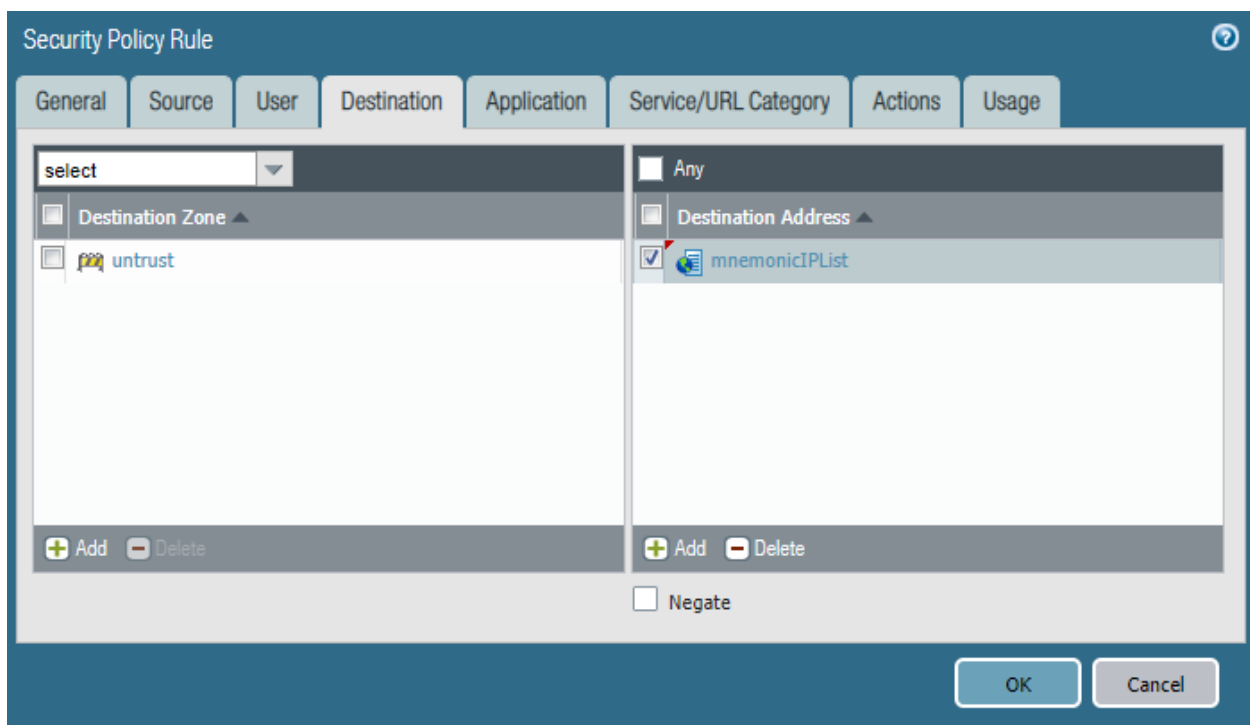 Security Policy Rule
General Source User Destination Application Service/URL Category Actions Usage
select
Destination Zone
untrust
Add Delete
Any
Destination Address
mnemonicIPList
Add Delete
Negate
OK Cancel